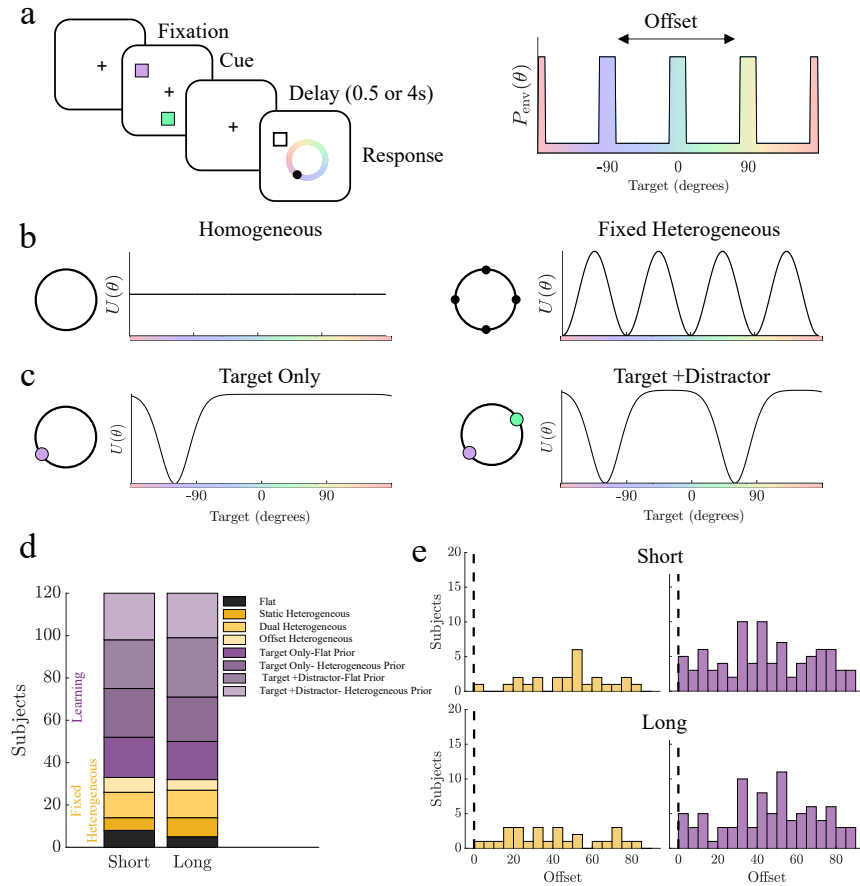 a
Fixation
Cue
Delay (0.5 or 4s)
Response
Offset
P_env(θ)
-90 0 90
Target (degrees)
b
Homogeneous
U(θ)
Fixed Heterogeneous
U(θ)
c
Target Only
U(θ)
-90 0 90
Target (degrees)
Target +Distractor
U(θ)
-90 0 90
Target (degrees)
d
Subjects
120
100
80
60
40
20
0
Learning
Fixed
Heterogeneous
Short Long
Flat
Static Heterogeneous
Dual Heterogeneous
Offset Heterogeneous
Target Only-Flat Prior
Target Only- Heterogeneous Prior
Target +Distractor-Flat Prior
Target +Distractor- Heterogeneous Prior
e
Short
Subjects
20
15
10
5
0
Long
Subjects
20
15
10
5
0
0 20 40 60 80
Offset
0 20 40 60 80
Offset